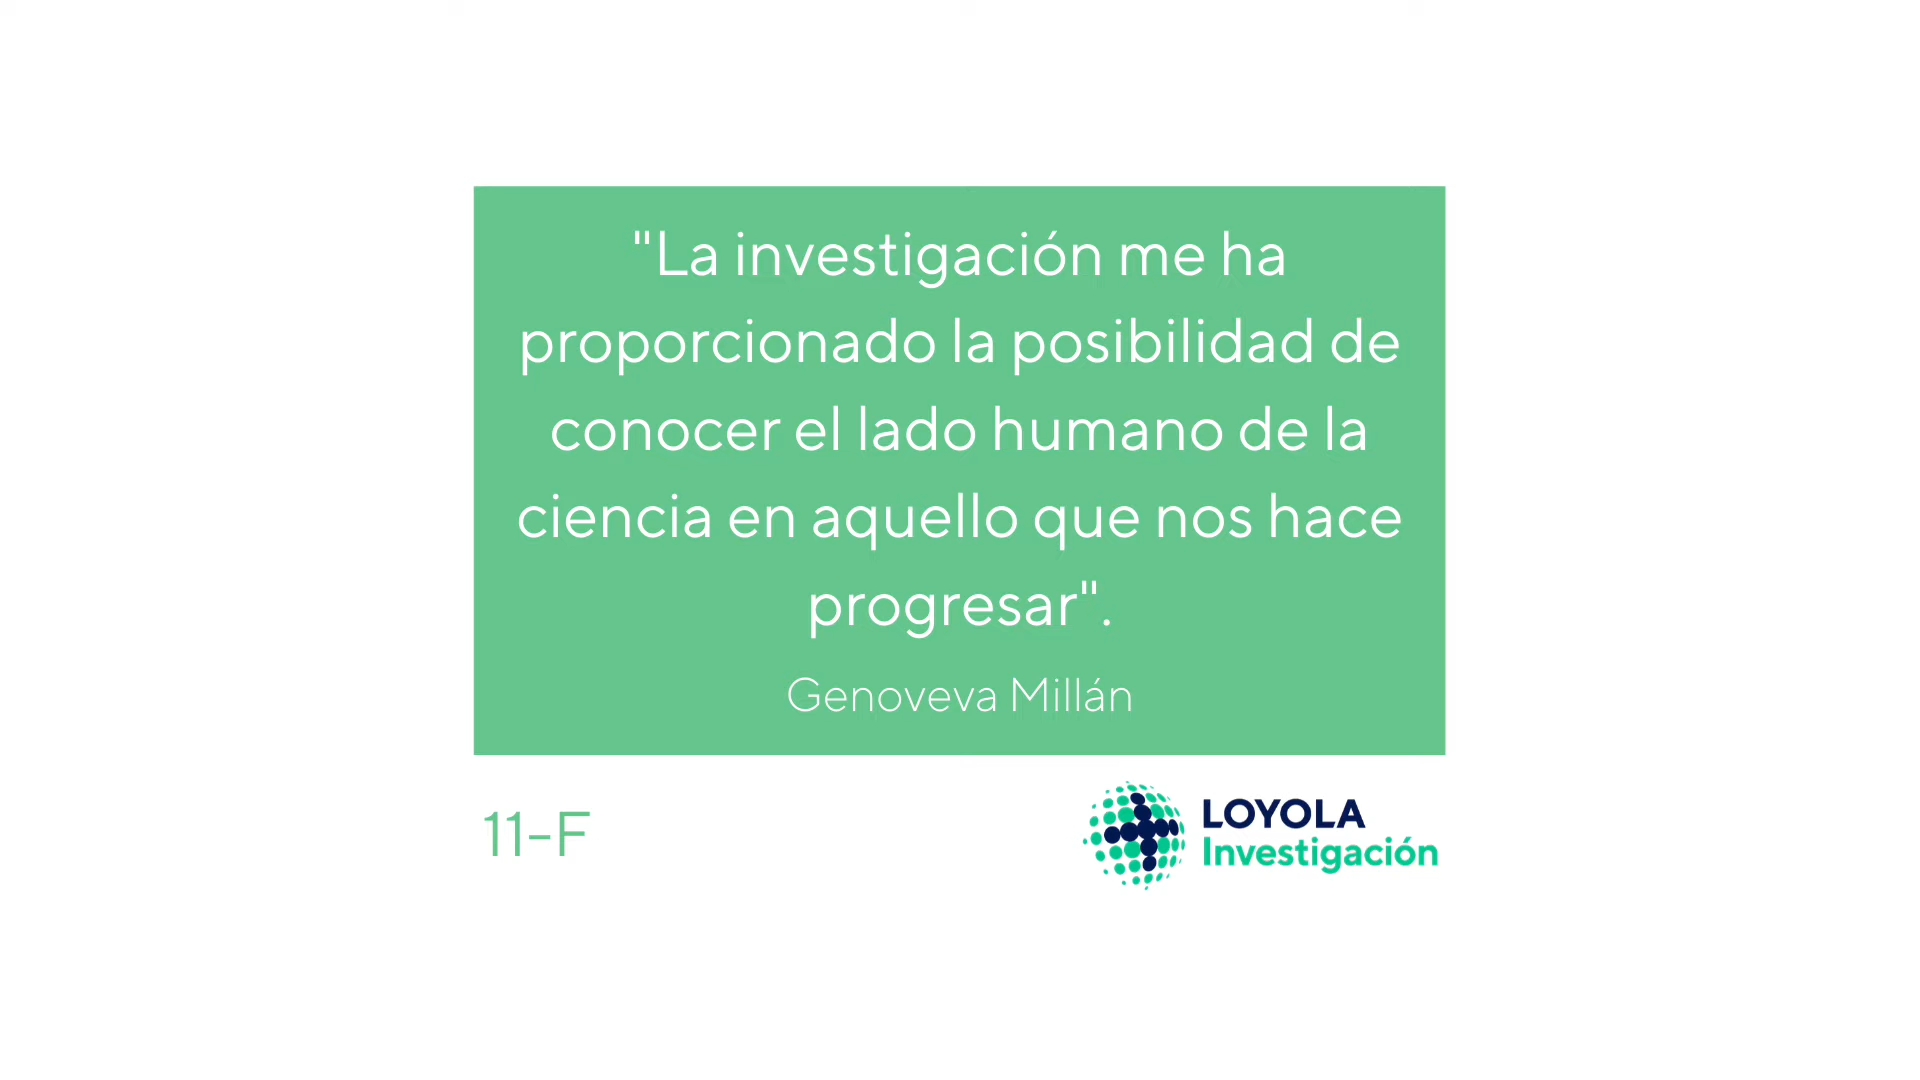 "La investigación me ha
proporcionado la posibilidad de
conocer el lado humano de la
ciencia en aquello que nos hace
progresar".
Genoveva Millán
11-F
LOYOLA
Investigación